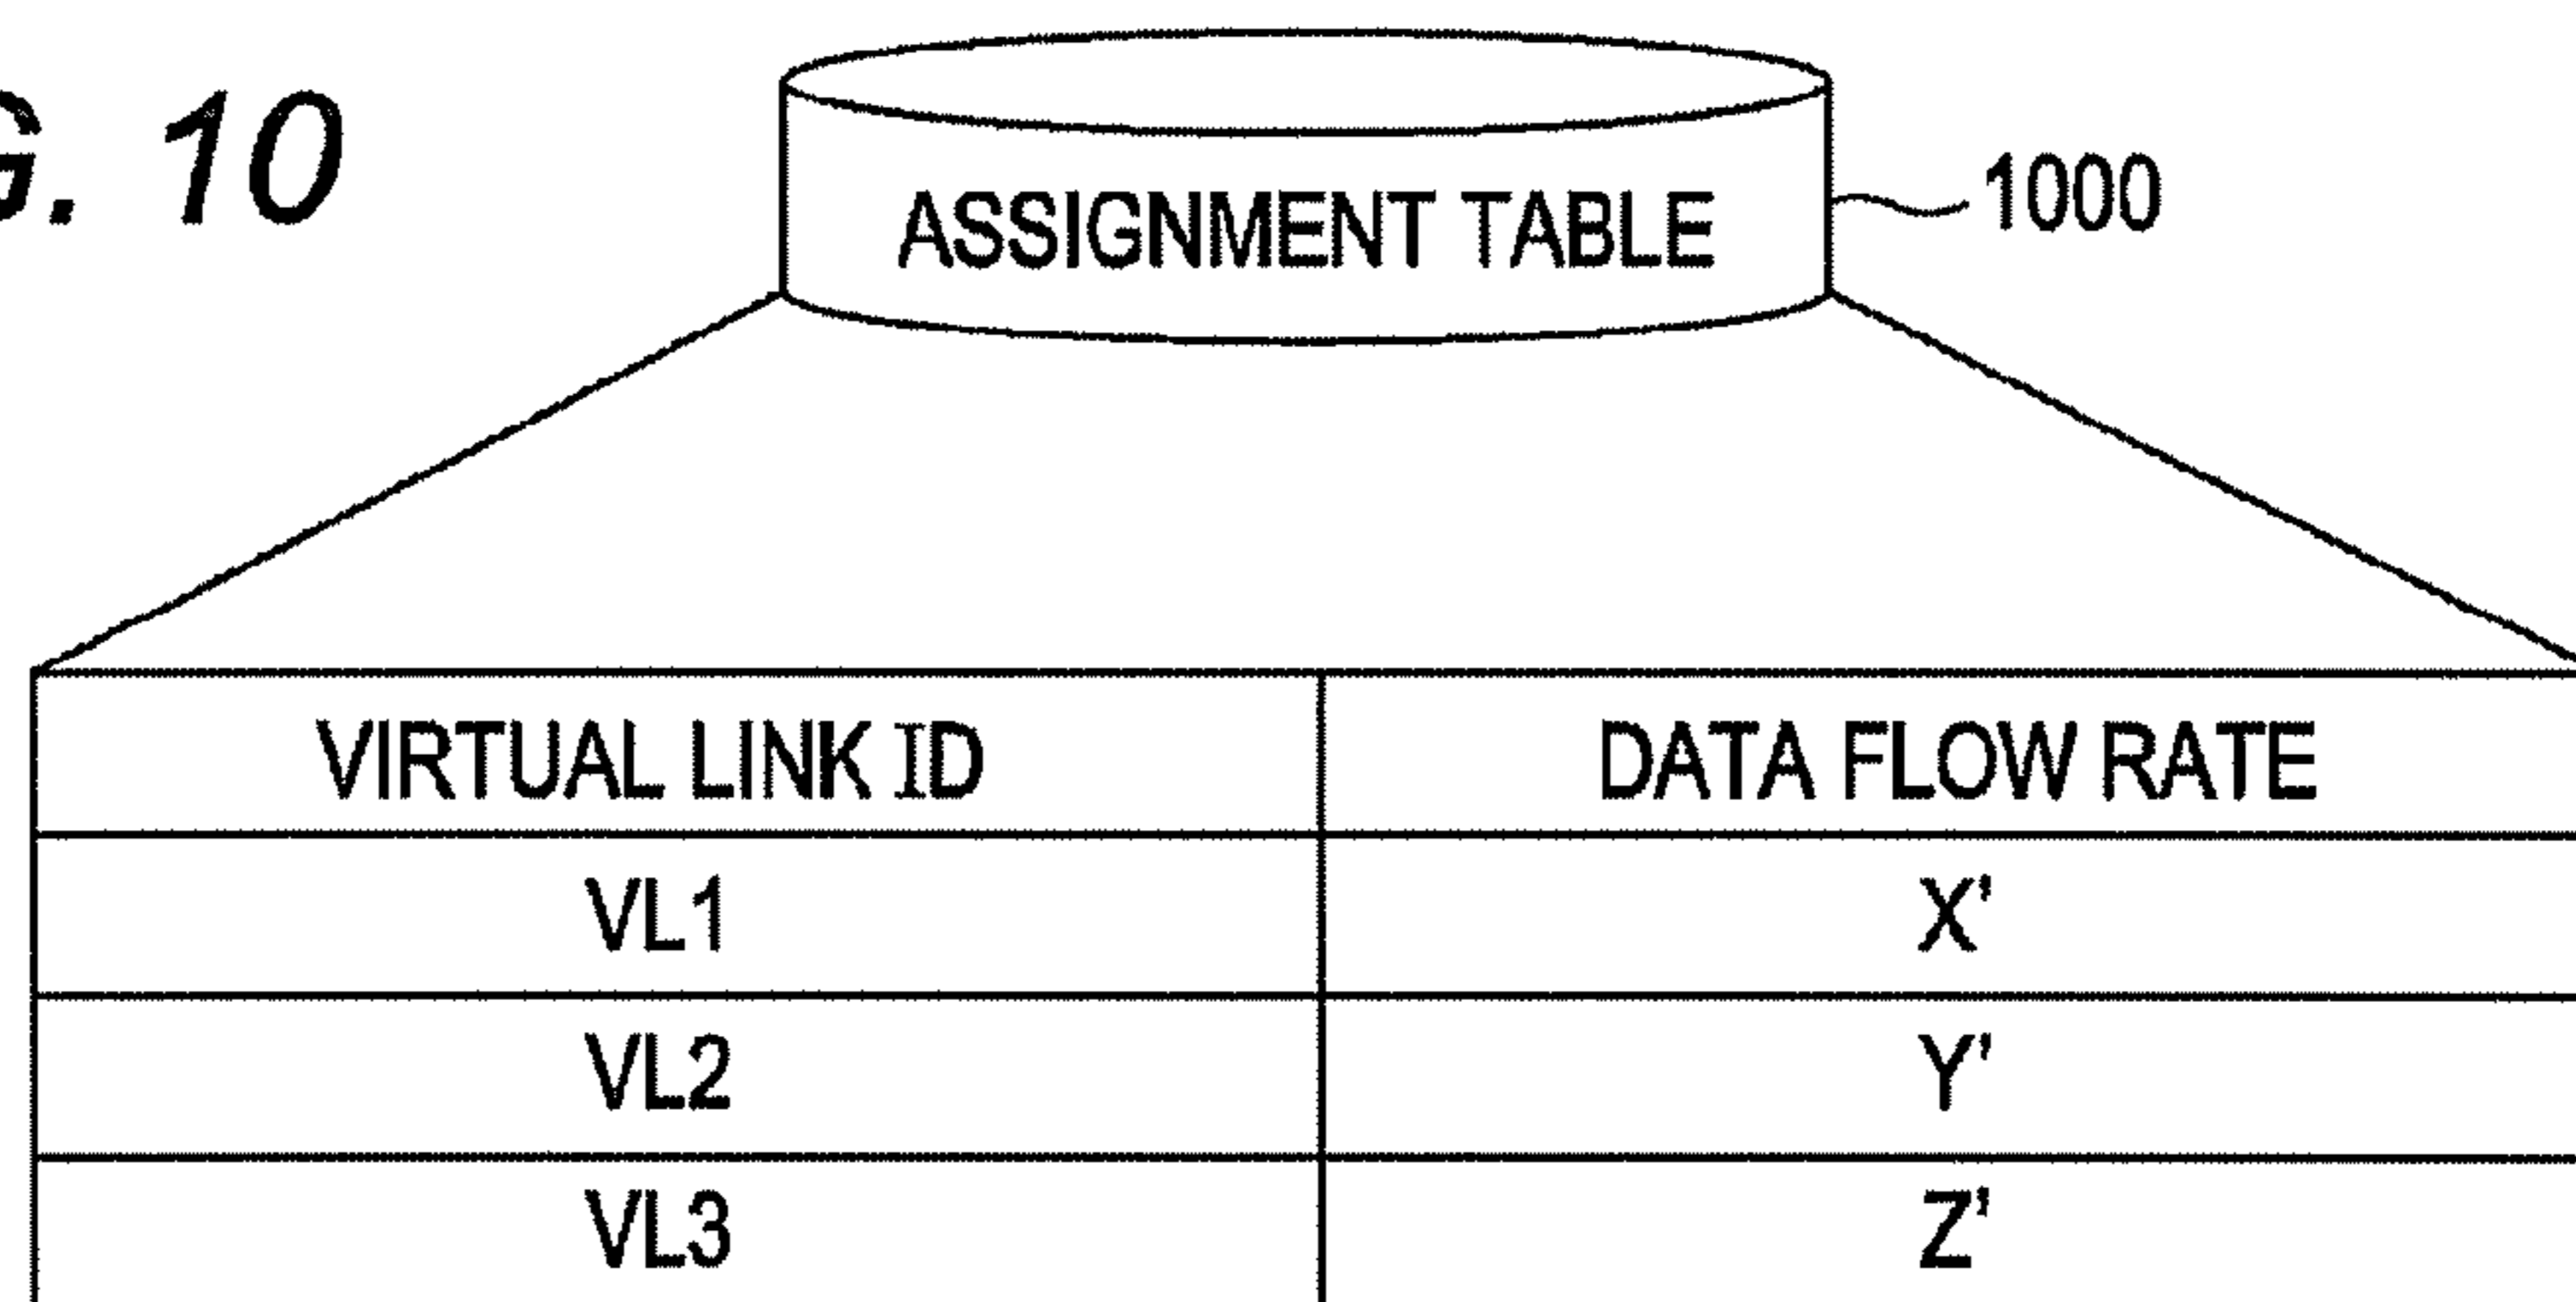 G. 10
ASSIGNMENT TABLE
1000
VIRTUAL LINK ID DATA FLOW RATE
VL1 X'
VL2 Y'
VL3 Z'